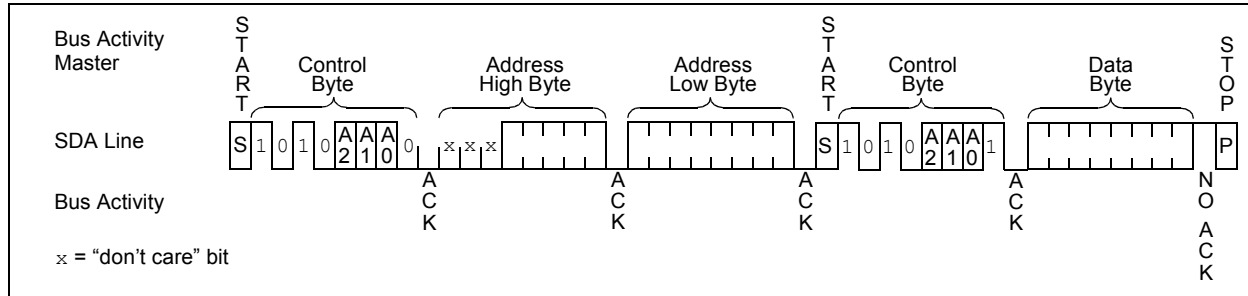 Bus Activity
Master
START
Control
Byte
Address
High Byte
Address
Low Byte
START
Control
Byte
Data
Byte
STOP
SDA Line
S 1 0 1 0 A2 A1 A0 0 x x x S 1 0 1 0 A2 A1 A0 1 P
Bus Activity
ACK
ACK
ACK
ACK
NO ACK
x = “don’t care” bit